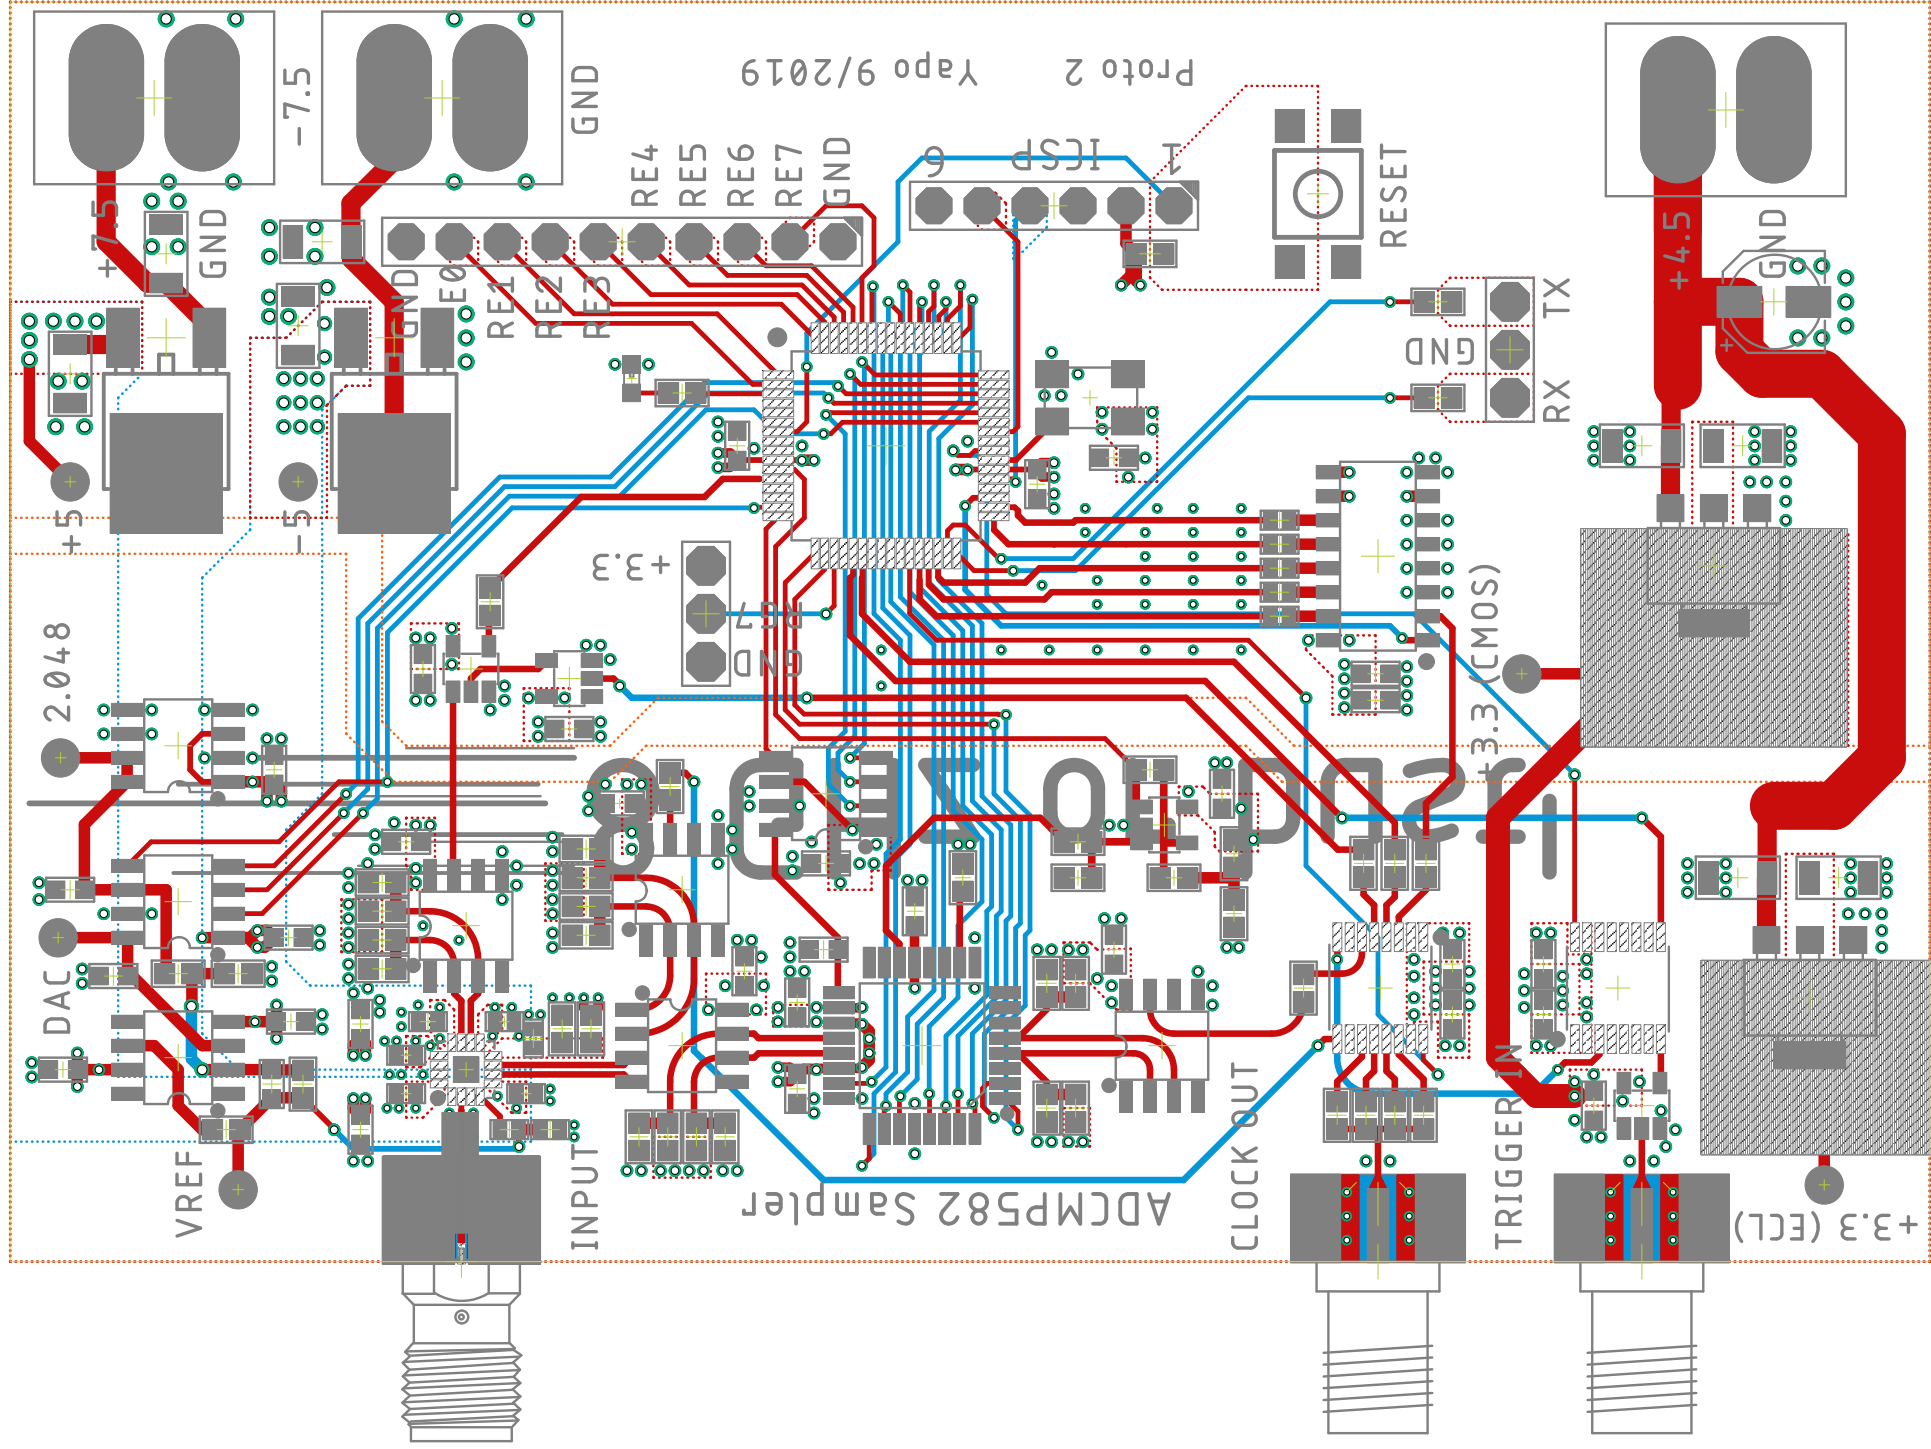 Yapo 9/2019
Proto 2
-7.5
GND
RE4
RE5
RE6
RE7
GND
6
ICSP
1
RESET
+7.5
GND
GND
E0
RE1
RE2
RE3
+4.5
GND
TX
GND
RX
+5
-5
+3.3
RG7
GND
+3.3 (CMOS)
2.048
DAC
VREF
INPUT
ADCMP582 Sampler
CLOCK OUT
TRIGGER IN
+3.3 (ECL)